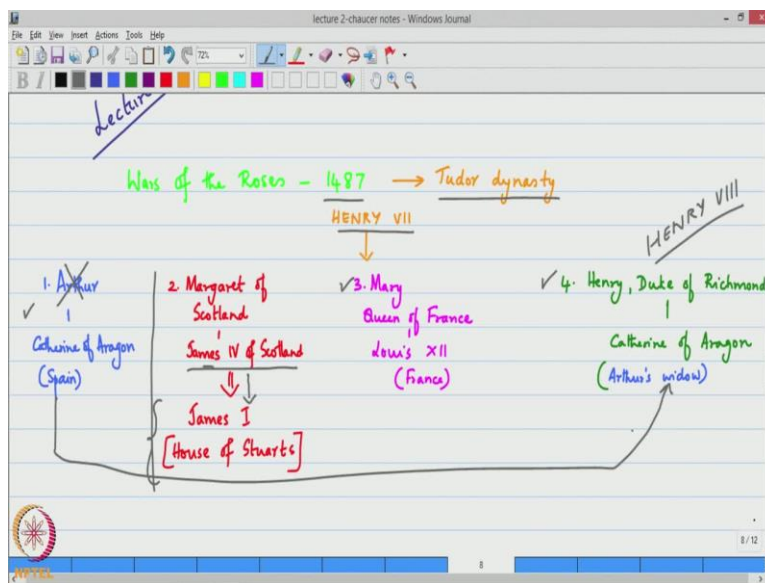 lecture 2-chaucer notes - Windows Journal
File Edit View Insert Actions Tools Help
72%
B I
Lecture
Wars of the Roses - 1487 → Tudor dynasty
HENRY VII
HENRY VIII
1. Arthur
Catherine of Aragon
(Spain)
2. Margaret of
Scotland
James IV of Scotland
James I
[House of Stuarts]
3. Mary
Queen of France
Louis XII
(France)
4. Henry, Duke of Richmond
Catherine of Aragon
(Arthur's widow)
8/12
8
NPTEL